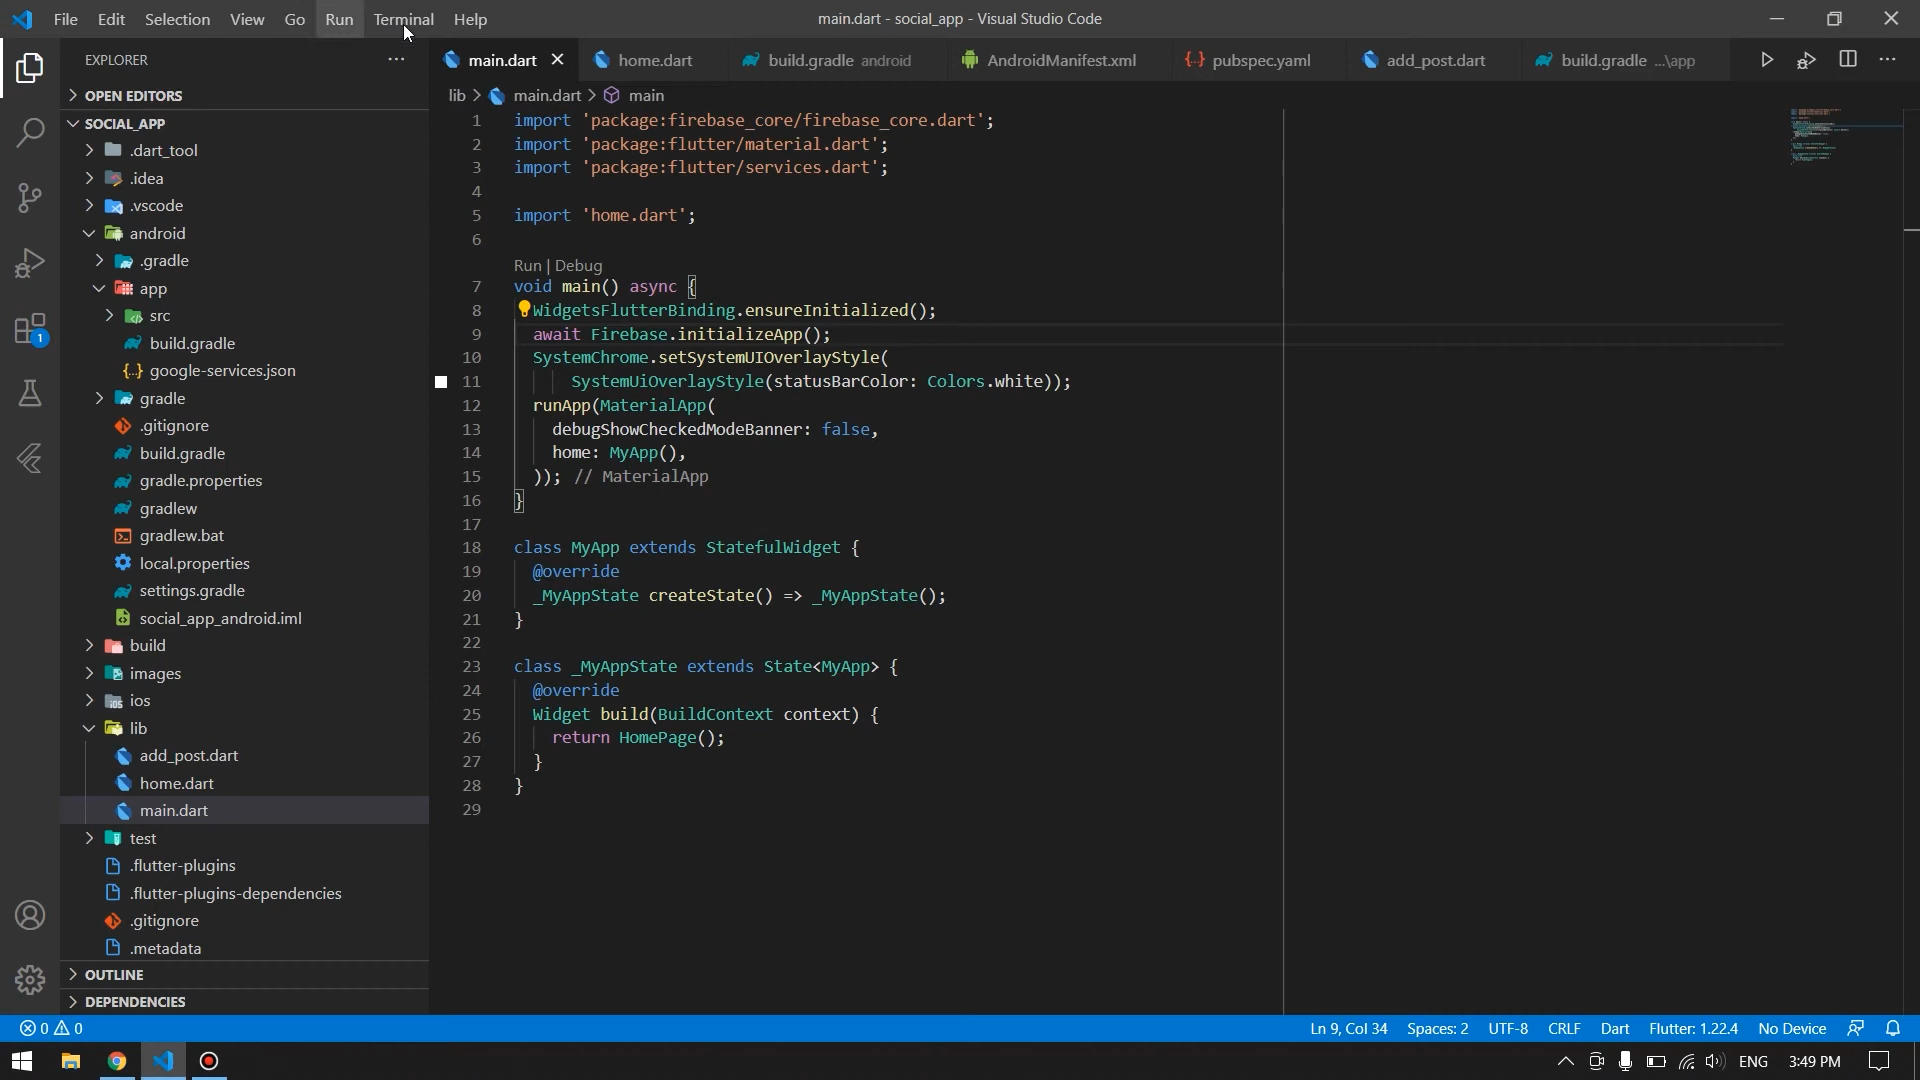 File Edit Selection View Go Run Terminal Help
main.dart - social_app - Visual Studio Code
EXPLORER
OPEN EDITORS
SOCIAL_APP
.dart_tool
.idea
.vscode
android
.gradle
app
src
build.gradle
google-services.json
gradle
.gitignore
build.gradle
gradle.properties
gradlew
gradlew.bat
local.properties
settings.gradle
social_app_android.iml
build
images
ios
lib
add_post.dart
home.dart
main.dart
test
.flutter-plugins
.flutter-plugins-dependencies
.gitignore
.metadata
OUTLINE
DEPENDENCIES
1
main.dart home.dart build.gradle android AndroidManifest.xml pubspec.yaml add_post.dart build.gradle ...\app
lib > main.dart > main
1 import 'package:firebase_core/firebase_core.dart';
2 import 'package:flutter/material.dart';
3 import 'package:flutter/services.dart';
4
5 import 'home.dart';
6
Run | Debug
7 void main() async {
8 WidgetsFlutterBinding.ensureInitialized();
9 await Firebase.initializeApp();
10 SystemChrome.setSystemUIOverlayStyle(
11 SystemUiOverlayStyle(statusBarColor: Colors.white));
12 runApp(MaterialApp(
13 debugShowCheckedModeBanner: false,
14 home: MyApp(),
15 )); // MaterialApp
16 }
17
18 class MyApp extends StatefulWidget {
19 @override
20 _MyAppState createState() => _MyAppState();
21 }
22
23 class _MyAppState extends State<MyApp> {
24 @override
25 Widget build(BuildContext context) {
26 return HomePage();
27 }
28 }
29
0 0 Ln 9, Col 34 Spaces: 2 UTF-8 CRLF Dart Flutter: 1.22.4 No Device
ENG 3:49 PM